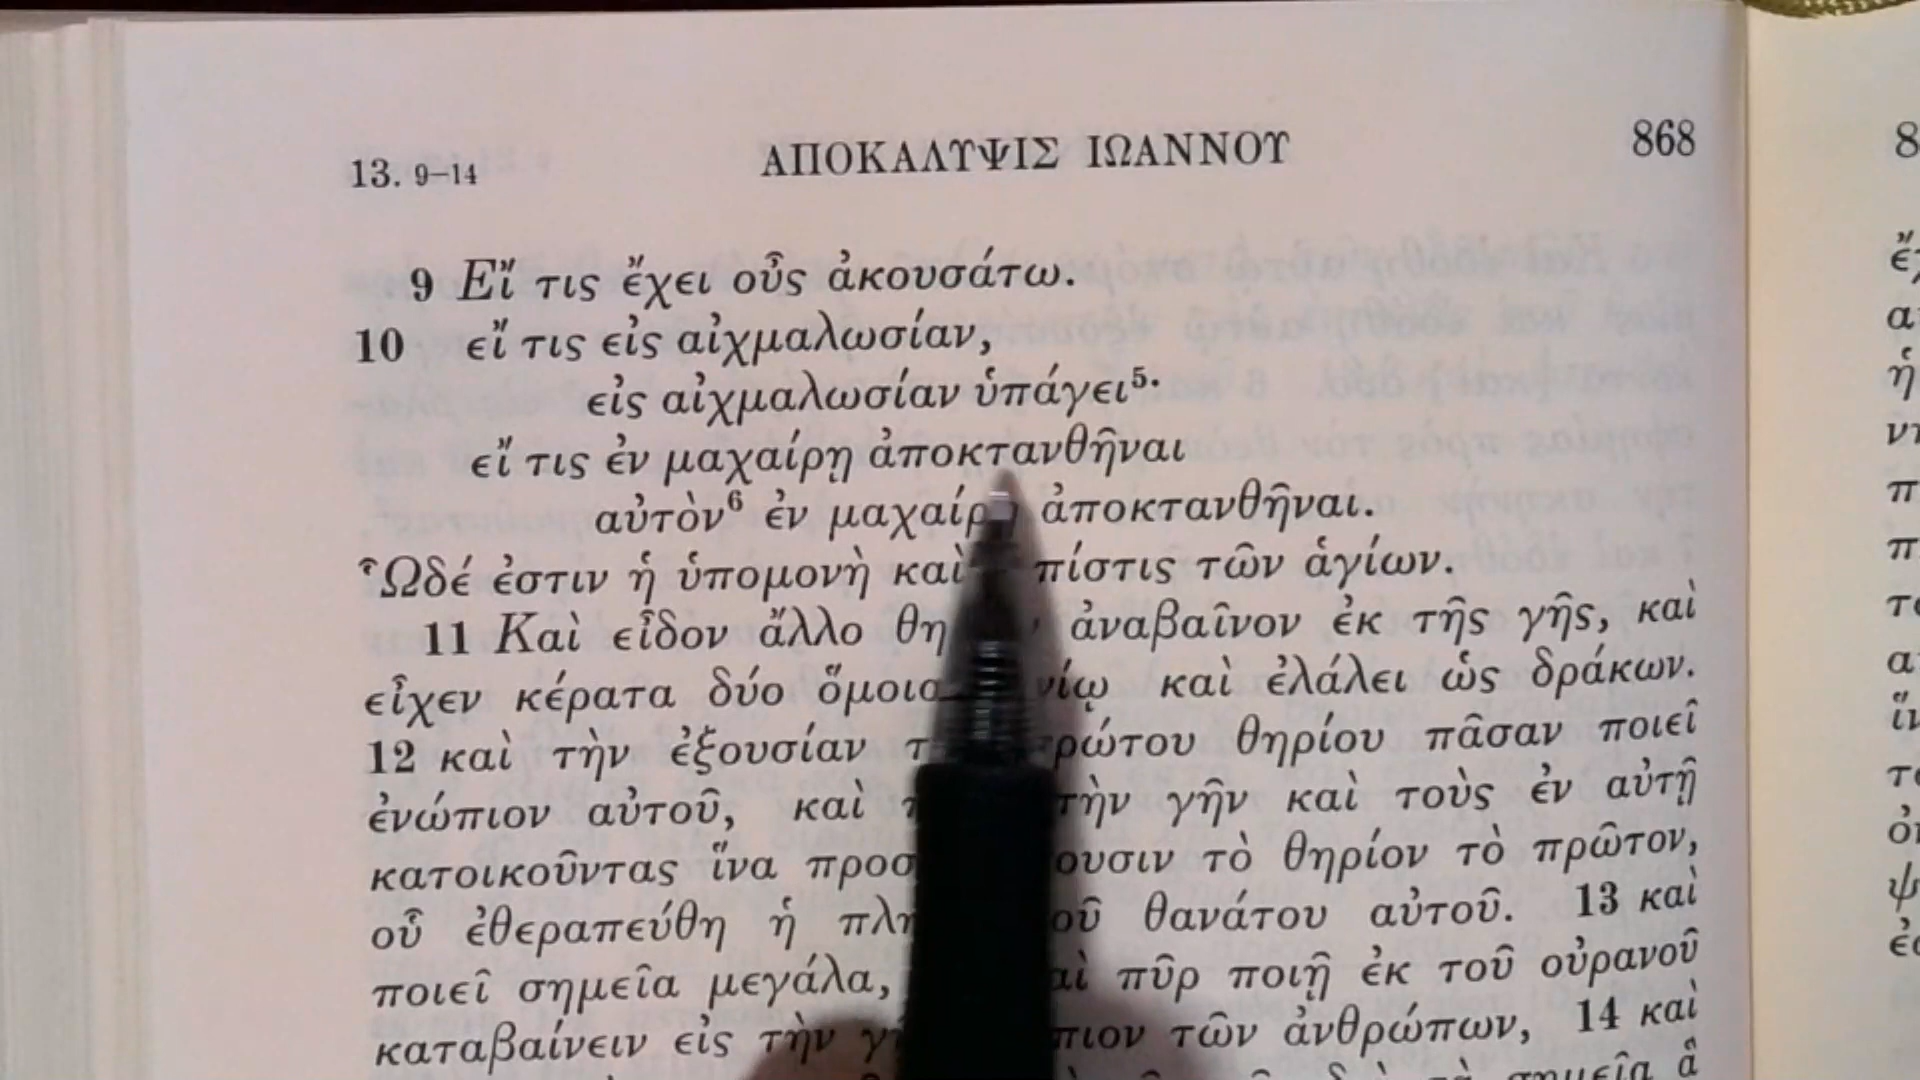 13. 9–14 ΑΠΟΚΑΛΥΨΙΣ ΙΩΑΝΝΟΥ 868
9 Εἴ τις ἔχει οὖς ἀκουσάτω.
10 εἴ τις εἰς αἰχμαλωσίαν,
εἰς αἰχμαλωσίαν ὑπάγει⁵·
εἴ τις ἐν μαχαίρῃ ἀποκτανθῆναι
αὐτὸν⁶ ἐν ἀποκτανθῆναι.
Ὧδέ ἐστιν ἡ ὑπομονὴ καὶ πίστις τῶν ἁγίων.
11 Καὶ εἶδον ἄλλο ἀναβαῖνον ἐκ τῆς γῆς, καὶ
εἶχεν κέρατα δύο ὅμοια καὶ ἐλάλει ὡς δράκων.
12 καὶ τὴν ἐξουσίαν θηρίου πᾶσαν ποιεῖ
ἐνώπιον αὐτοῦ, καὶ τὴν γῆν καὶ τοὺς ἐν αὐτῇ
κατοικοῦντας ἵνα τὸ θηρίον τὸ πρῶτον,
οὗ ἐθεραπεύθη ἡ θανάτου αὐτοῦ. 13 καὶ
ποιεῖ σημεῖα μεγάλα, πῦρ ποιῇ ἐκ τοῦ οὐρανοῦ
καταβαίνειν εἰς τὴν τῶν ἀνθρώπων, 14 καὶ